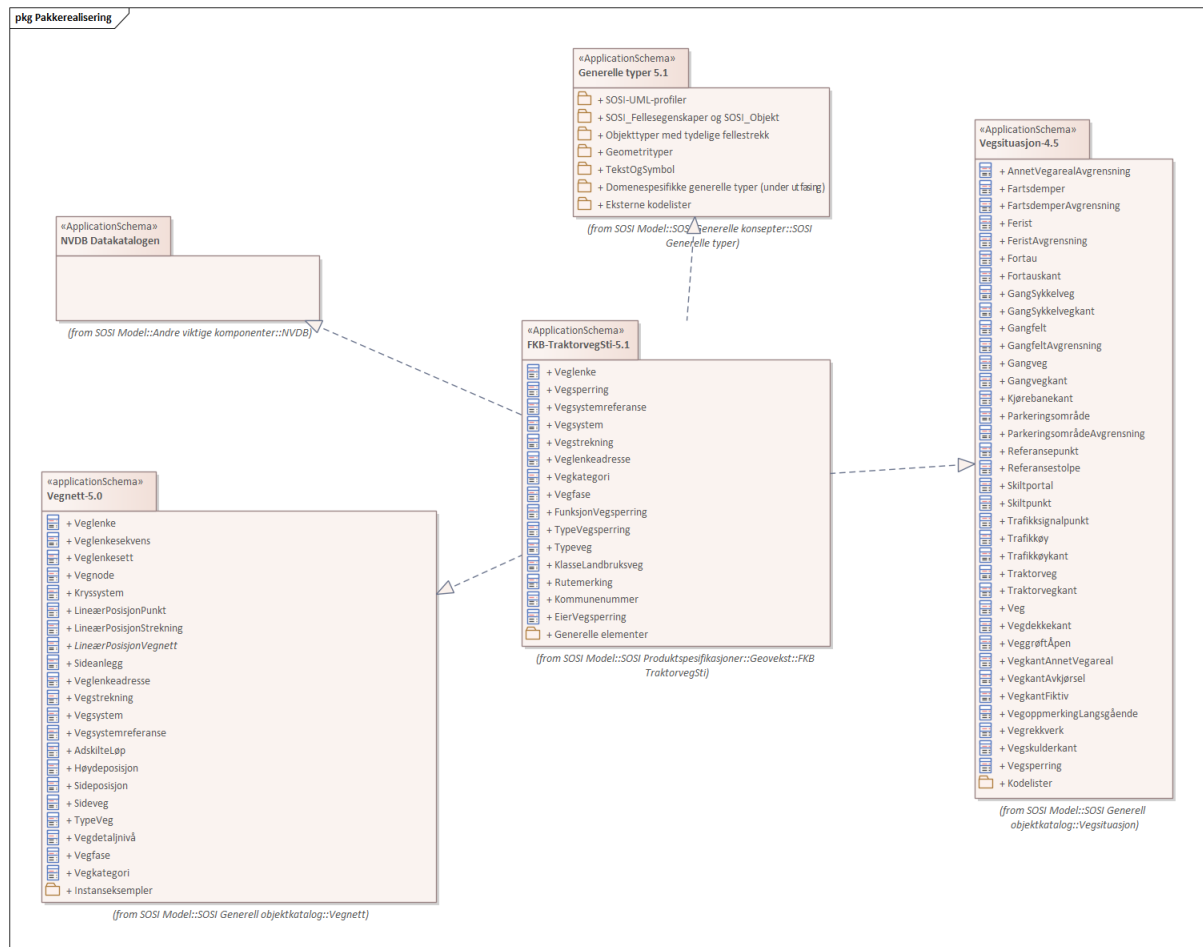 pkg Pakkerealisering
«ApplicationSchema»
Generelle typer 5.1
+ SOSI-UML-profiler
+ SOSI_Fellesegenskaper og SOSI_Objekt
+ Objekttyper med tydelige fellestrekk
+ Geometrityper
+ TekstOgSymbol
+ Domenespesifikke generelle typer (under utfasing)
+ Eksterne kodelister
(from SOSI Model::SOSI Generelle konsepter::SOSI
Generelle typer)
«ApplicationSchema»
NVDB Datakatalogen
(from SOSI Model::Andre viktige komponenter::NVDB)
«ApplicationSchema»
FKB-TraktorvegSti-5.1
+ Veglenke
+ Vegsperring
+ Vegsystemreferanse
+ Vegsystem
+ Vegstrekning
+ Veglenkeadresse
+ Vegkategori
+ Vegfase
+ FunksjonVegsperring
+ TypeVegsperring
+ Typeveg
+ KlasseLandbruksveg
+ Rutemerking
+ Kommunenummer
+ EierVegsperring
+ Generelle elementer
(from SOSI Model::SOSI Produktspesifikasjoner::Geovekst::FKB
TraktorvegSti)
«applicationSchema»
Vegnett-5.0
+ Veglenke
+ Veglenkesekvens
+ Veglenkesett
+ Vegnode
+ Kryssystem
+ LineærPosisjonPunkt
+ LineærPosisjonStrekning
+ LineærPosisjonVegnett
+ Sideanlegg
+ Veglenkeadresse
+ Vegstrekning
+ Vegsystem
+ Vegsystemreferanse
+ AdskilteLøp
+ Høydeposisjon
+ Sideposisjon
+ Sideveg
+ TypeVeg
+ Vegdetaljnivå
+ Vegfase
+ Vegkategori
+ Instanseksempler
(from SOSI Model::SOSI Generell objektkatalog::Vegnett)
«ApplicationSchema»
Vegsituasjon-4.5
+ AnnetVegarealAvgrensning
+ Fartsdemper
+ FartsdemperAvgrensning
+ Ferist
+ FeristAvgrensning
+ Fortau
+ Fortauskant
+ GangSykkelveg
+ GangSykkelvegkant
+ Gangfelt
+ GangfeltAvgrensning
+ Gangveg
+ Gangvegkant
+ Kjørebanekant
+ Parkeringsområde
+ ParkeringsområdeAvgrensning
+ Referansepunkt
+ Referansestolpe
+ Skiltportal
+ Skiltpunkt
+ Trafikksignalpunkt
+ Trafikkøy
+ Trafikkøykant
+ Traktorveg
+ Traktorvegkant
+ Veg
+ Vegdekkekant
+ VeggrøftÅpen
+ VegkantAnnetVegareal
+ VegkantAvkjørsel
+ VegkantFiktiv
+ VegoppmerkingLangsgående
+ Vegrekkverk
+ Vegskulderkant
+ Vegsperring
+ Kodelister
(from SOSI Model::SOSI Generell
objektkatalog::Vegsituasjon)